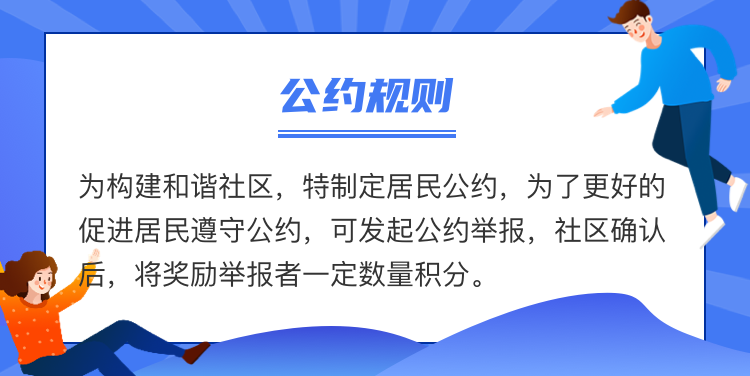 公约规则
为构建和谐社区，特制定居民公约，为了更好的
促进居民遵守公约，可发起公约举报，社区确认
后，将奖励举报者一定数量积分。